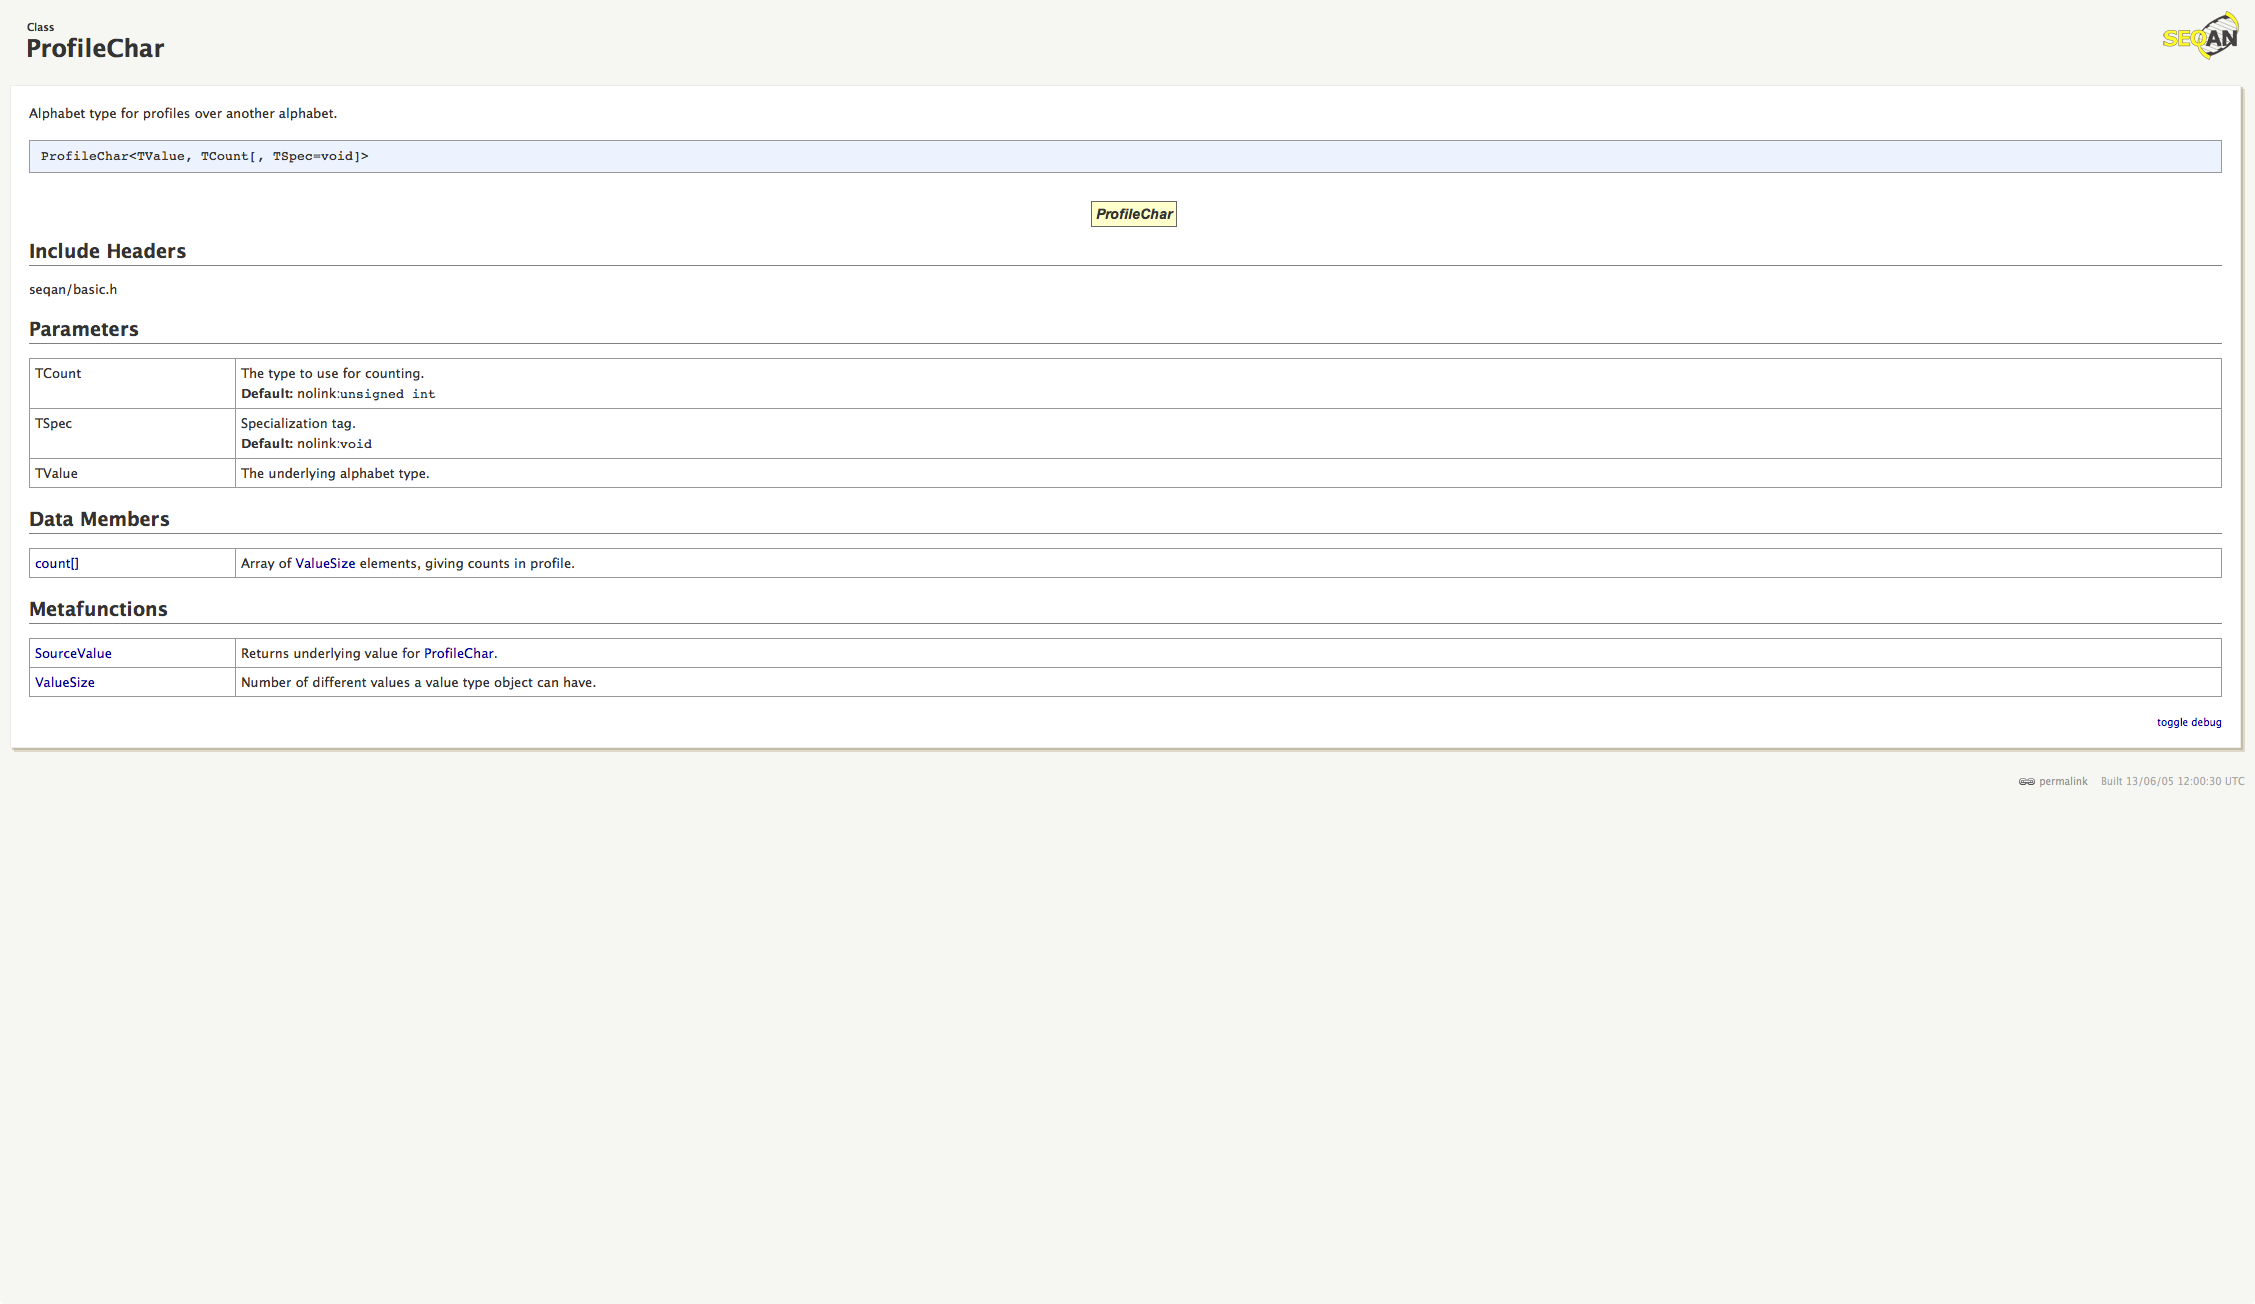 Class
ProfileChar
SEQAN
Alphabet type for profiles over another alphabet.
ProfileChar<TValue, TCount[, TSpec=void]>
ProfileChar
Include Headers
seqan/basic.h
Parameters
TCount The type to use for counting.
Default: nolink:unsigned int
TSpec Specialization tag.
Default: nolink:void
TValue The underlying alphabet type.
Data Members
count[] Array of ValueSize elements, giving counts in profile.
Metafunctions
SourceValue Returns underlying value for ProfileChar.
ValueSize Number of different values a value type object can have.
toggle debug
permalink Built 13/06/05 12:00:30 UTC